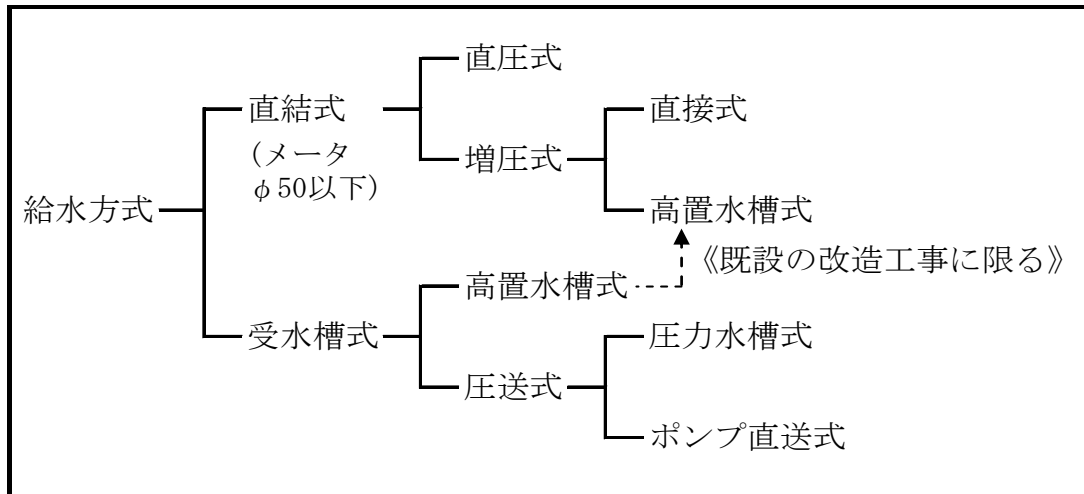 直圧式
直結式
直接式
(メータ
φ50以下)
増圧式
給水方式
高置水槽式
《既設の改造工事に限る》
高置水槽式
受水槽式
圧力水槽式
圧送式
ポンプ直送式